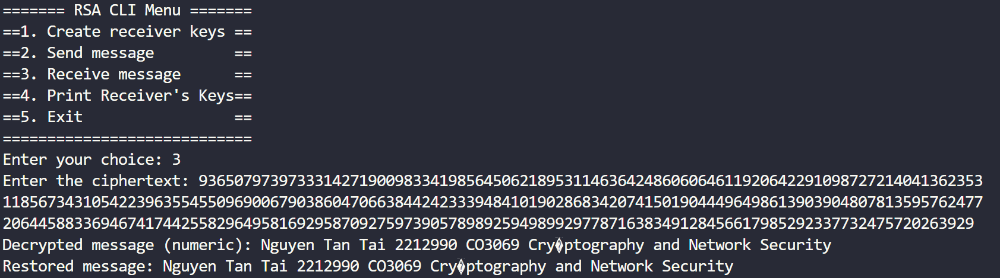 ======= RSA CLI Menu =======
==1. Create receiver keys ==
==2. Send message         ==
==3. Receive message      ==
==4. Print Receiver's Keys==
==5. Exit                 ==
============================
Enter your choice: 3
Enter the ciphertext: 9365079739733314271900983341985645062189531146364248606064611920642291098727214041362353
11856734310542239635545509690067903860470663844242333948410190286834207415019044496498613903904807813595762477
2064458833694674174425582964958169295870927597390578989259498992977871638349128456617985292337732475720263929
Decrypted message (numeric): Nguyen Tan Tai 2212990 CO3069 Cry�ptography and Network Security
Restored message: Nguyen Tan Tai 2212990 CO3069 Cry�ptography and Network Security